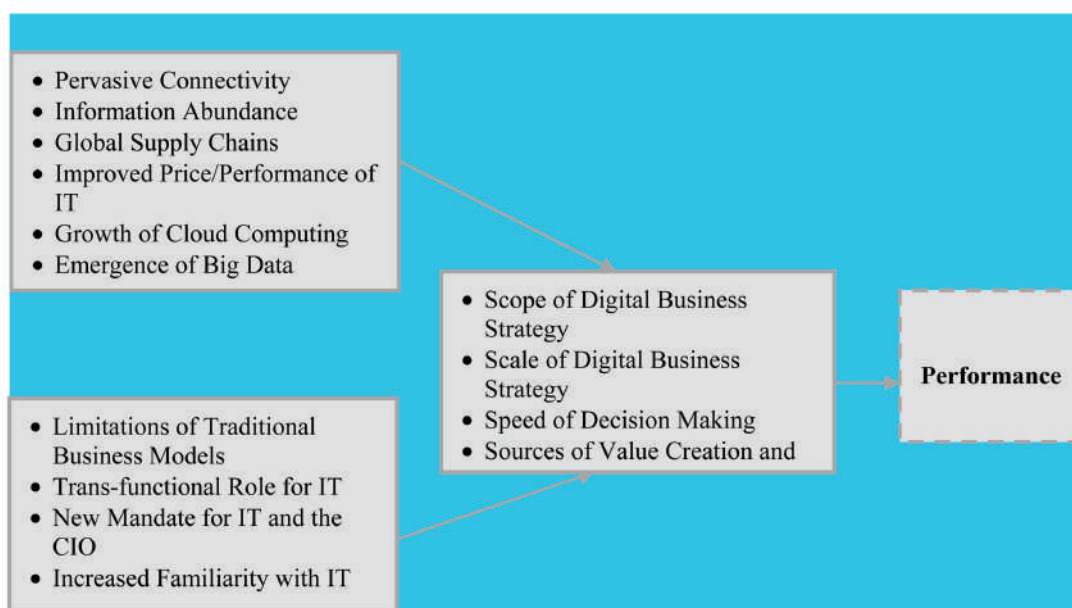 • Pervasive Connectivity
• Information Abundance
• Global Supply Chains
• Improved Price/Performance of
IT
• Growth of Cloud Computing
• Emergence of Big Data
• Scope of Digital Business
Strategy
• Scale of Digital Business
Strategy
• Speed of Decision Making
• Sources of Value Creation and
Performance
• Limitations of Traditional
Business Models
• Trans-functional Role for IT
• New Mandate for IT and the
CIO
• Increased Familiarity with IT